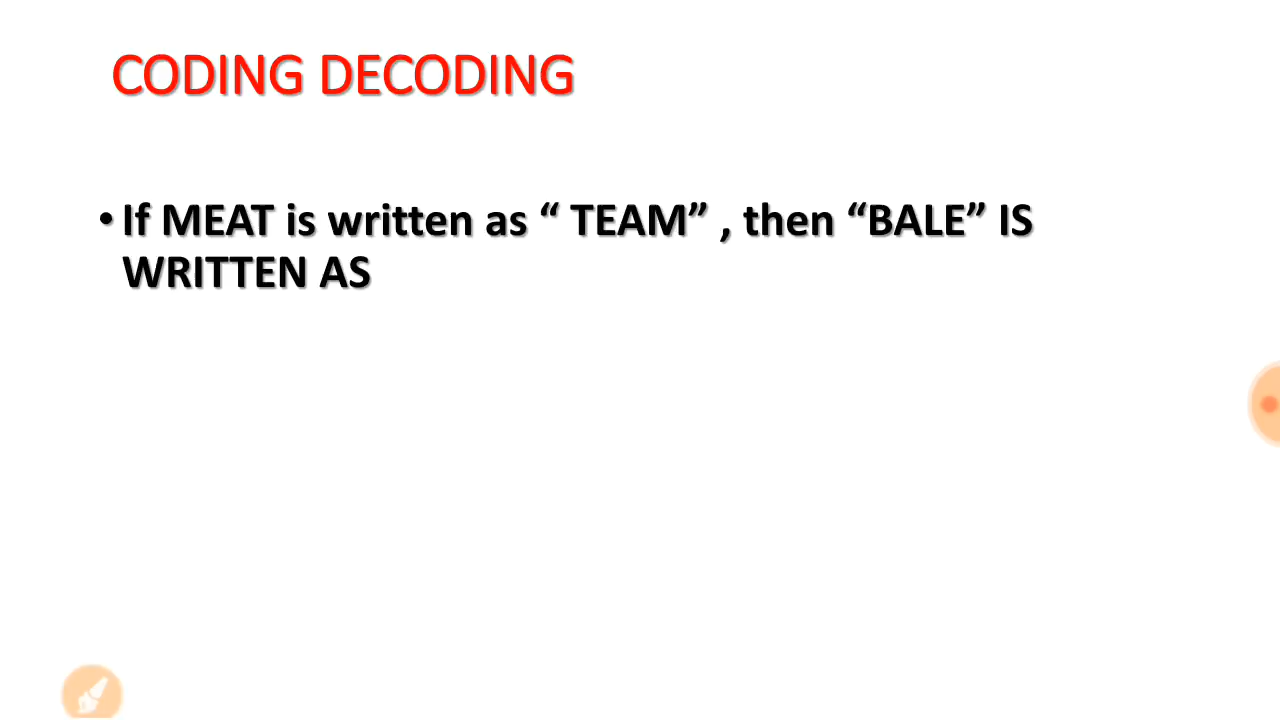 CODING DECODING
• If MEAT is written as “ TEAM” , then “BALE” IS
WRITTEN AS